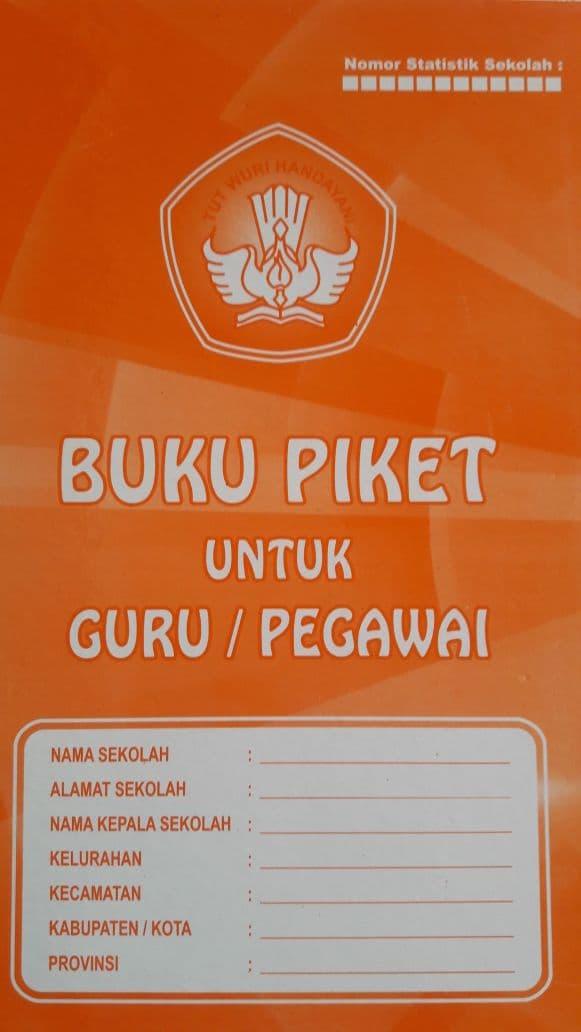 Nomor Statistik Sekolah :
TUT WURI HANDAYANI
BUKU PIKET
UNTUK
GURU / PEGAWAI
NAMA SEKOLAH :
ALAMAT SEKOLAH :
NAMA KEPALA SEKOLAH :
KELURAHAN :
KECAMATAN :
KABUPATEN / KOTA :
PROVINSI :